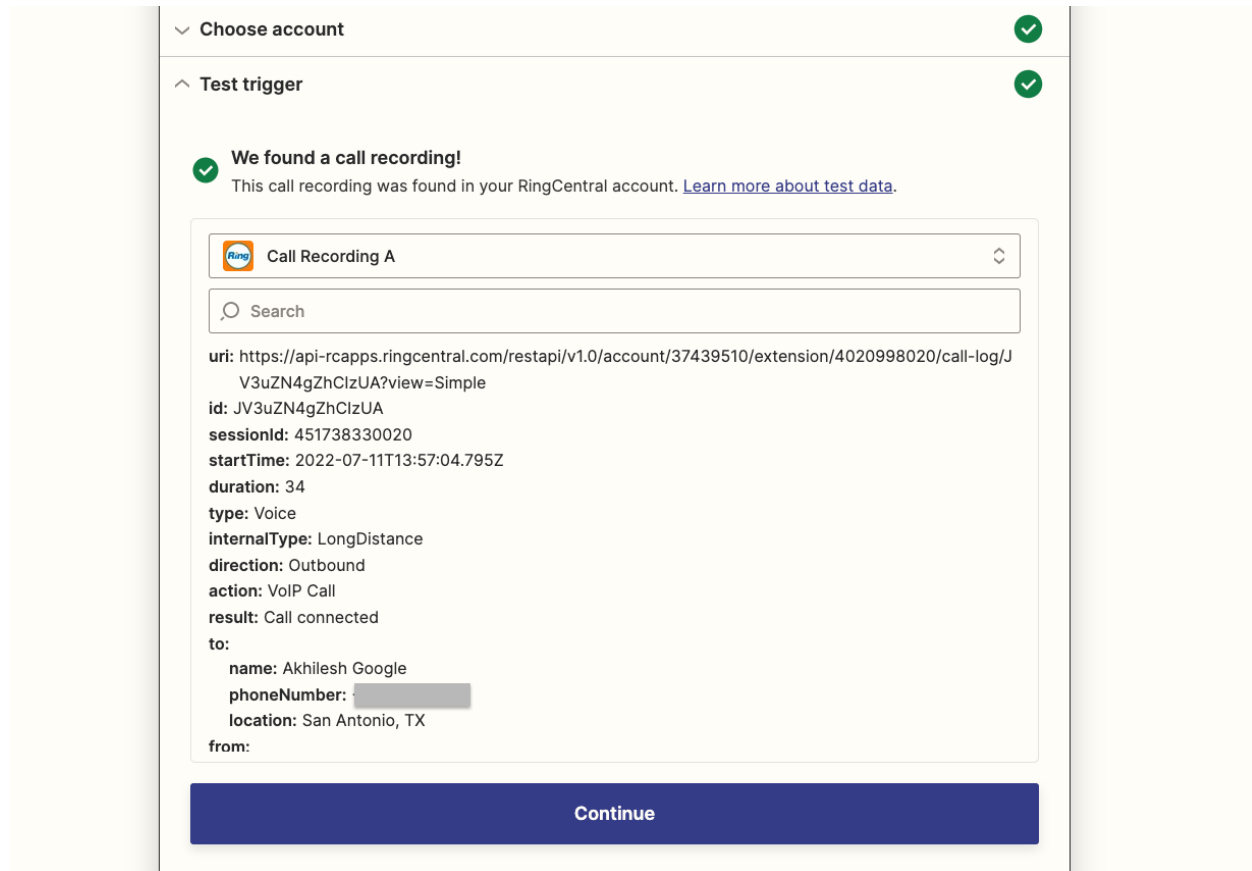 Choose account
Test trigger
We found a call recording!
This call recording was found in your RingCentral account. Learn more about test data.
Ring Call Recording A
Search
uri: https://api-rcapps.ringcentral.com/restapi/v1.0/account/37439510/extension/4020998020/call-log/J
V3uZN4gZhClzUA?view=Simple
id: JV3uZN4gZhClzUA
sessionId: 451738330020
startTime: 2022-07-11T13:57:04.795Z
duration: 34
type: Voice
internalType: LongDistance
direction: Outbound
action: VoIP Call
result: Call connected
to:
name: Akhilesh Google
phoneNumber:
location: San Antonio, TX
from:
Continue